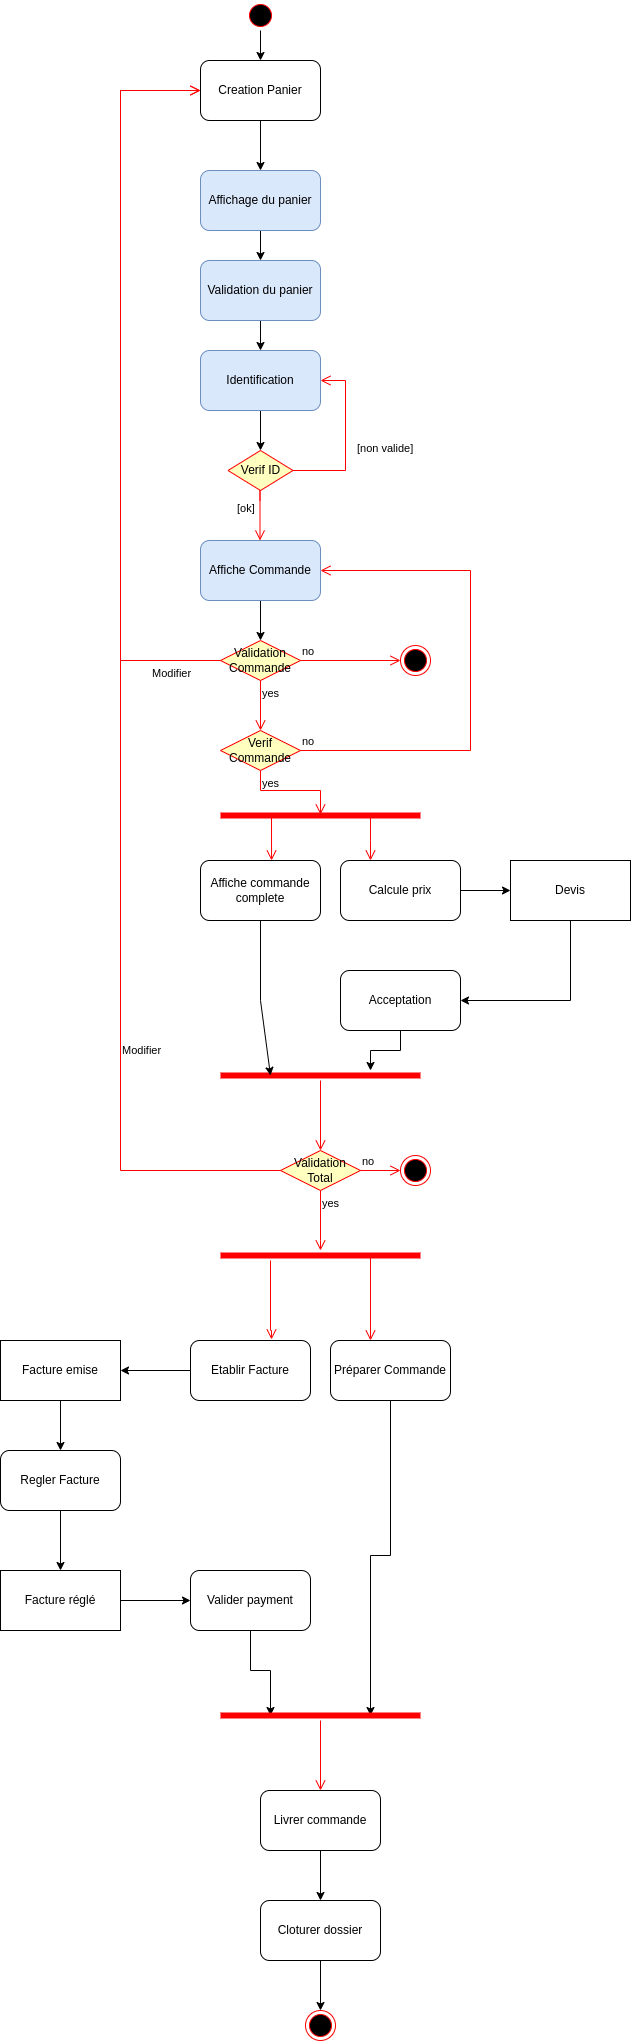 Creation Panier
Affichage du panier
Validation du panier
Identification
[non valide]
Verif ID
[ok]
Affiche Commande
Validation
Commande
no
Modifier
yes
Verif
Commande
no
yes
Affiche commande
complete
Calcule prix
Devis
Acceptation
Modifier
Validation
Total
no
yes
Facture emise
Etablir Facture
Préparer Commande
Regler Facture
Facture réglé
Valider payment
Livrer commande
Cloturer dossier